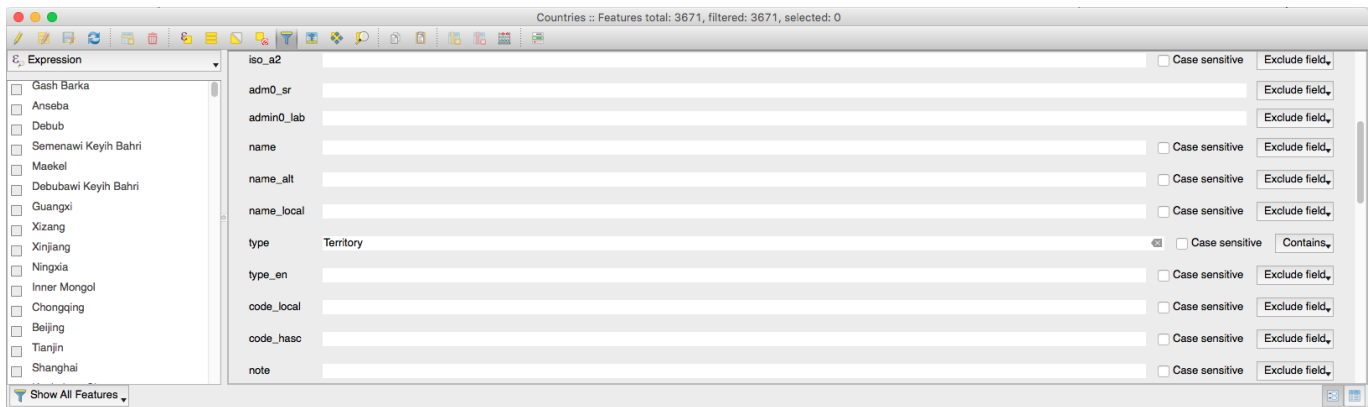 Countries :: Features total: 3671, filtered: 3671, selected: 0
Expression
Gash Barka
Anseba
Debub
Semenawi Keyih Bahri
Maekel
Debubawi Keyih Bahri
Guangxi
Xizang
Xinjiang
Ningxia
Inner Mongol
Chongqing
Beijing
Tianjin
Shanghai
iso_a2 Case sensitive Exclude field
adm0_sr Exclude field
admin0_lab Exclude field
name Case sensitive Exclude field
name_alt Case sensitive Exclude field
name_local Case sensitive Exclude field
type Territory Case sensitive Contains
type_en Case sensitive Exclude field
code_local Case sensitive Exclude field
code_hasc Case sensitive Exclude field
note Case sensitive Exclude field
Show All Features